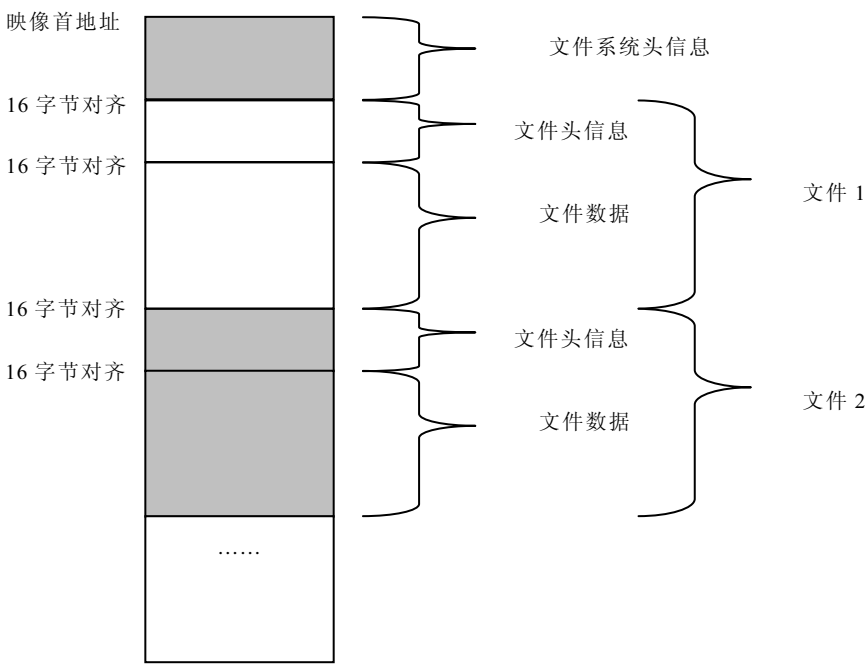 映像首地址
文件系统头信息
16 字节对齐
文件头信息
16 字节对齐
文件 1
文件数据
16 字节对齐
文件头信息
16 字节对齐
文件 2
文件数据
……